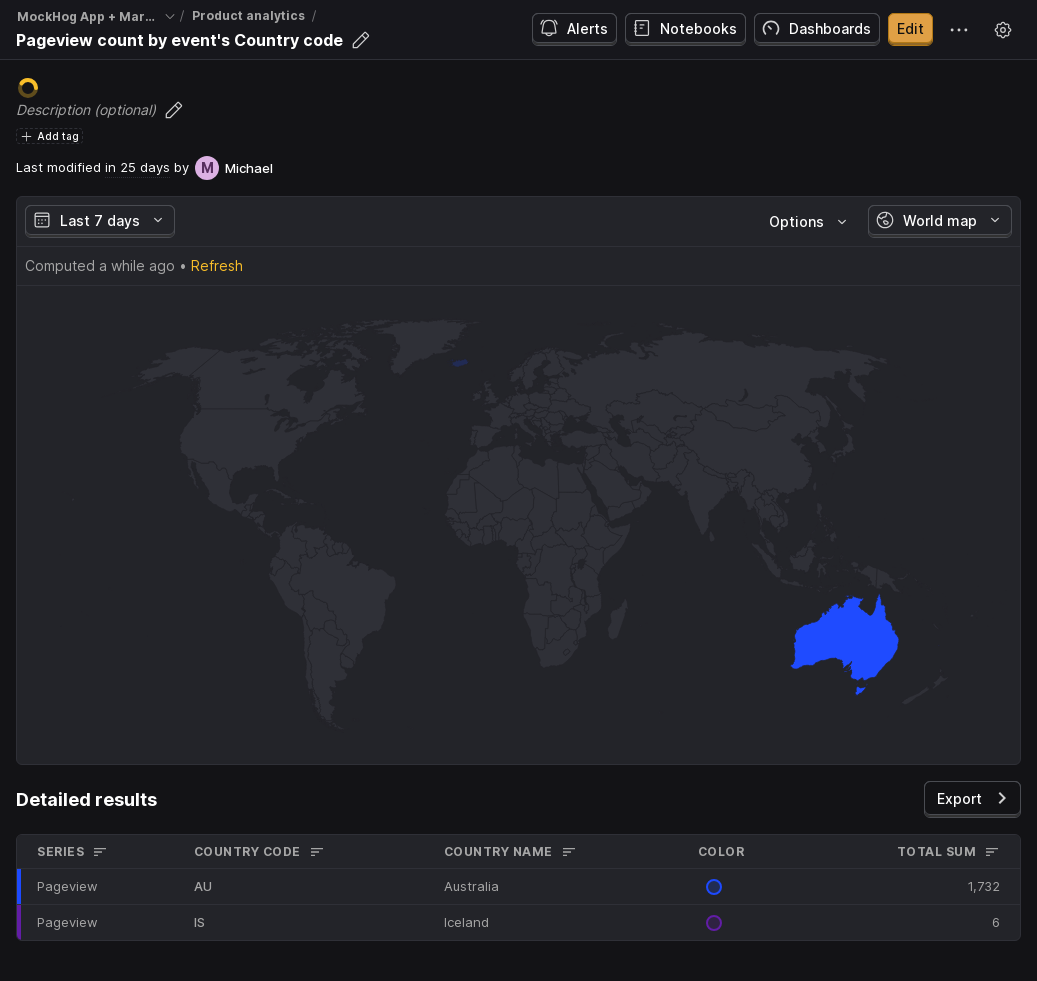 MockHog App + Mar... / Product analytics /
Pageview count by event's Country code
Alerts
Notebooks
Dashboards
Edit
Description (optional)
Add tag
Last modified in 25 days by M Michael
Last 7 days
Options
World map
Computed a while ago • Refresh
Detailed results
Export
SERIES COUNTRY CODE COUNTRY NAME COLOR TOTAL SUM
Pageview AU Australia 1,732
Pageview IS Iceland 6